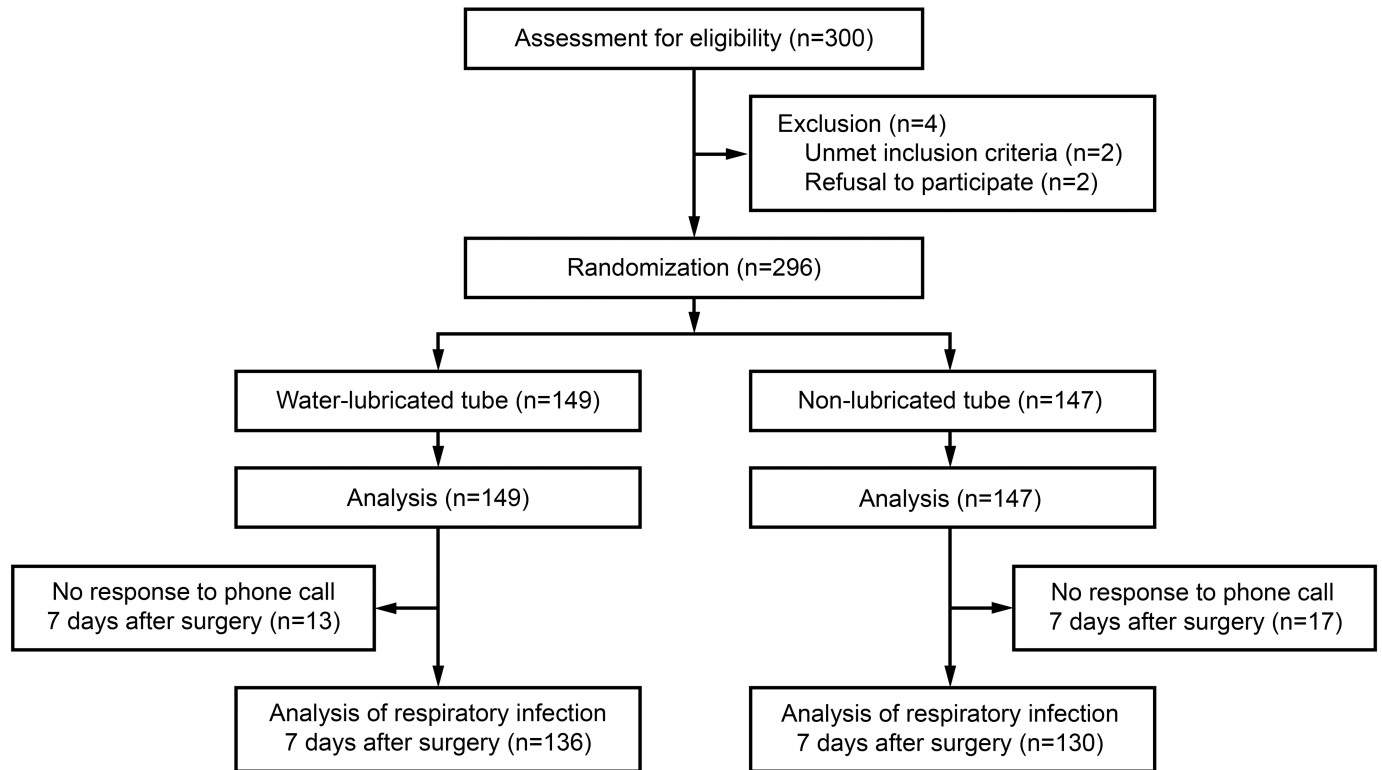 Assessment for eligibility (n=300)
Exclusion (n=4)
Unmet inclusion criteria (n=2)
Refusal to participate (n=2)
Randomization (n=296)
Water-lubricated tube (n=149)
Non-lubricated tube (n=147)
Analysis (n=149)
Analysis (n=147)
No response to phone call
7 days after surgery (n=13)
No response to phone call
7 days after surgery (n=17)
Analysis of respiratory infection
7 days after surgery (n=136)
Analysis of respiratory infection
7 days after surgery (n=130)